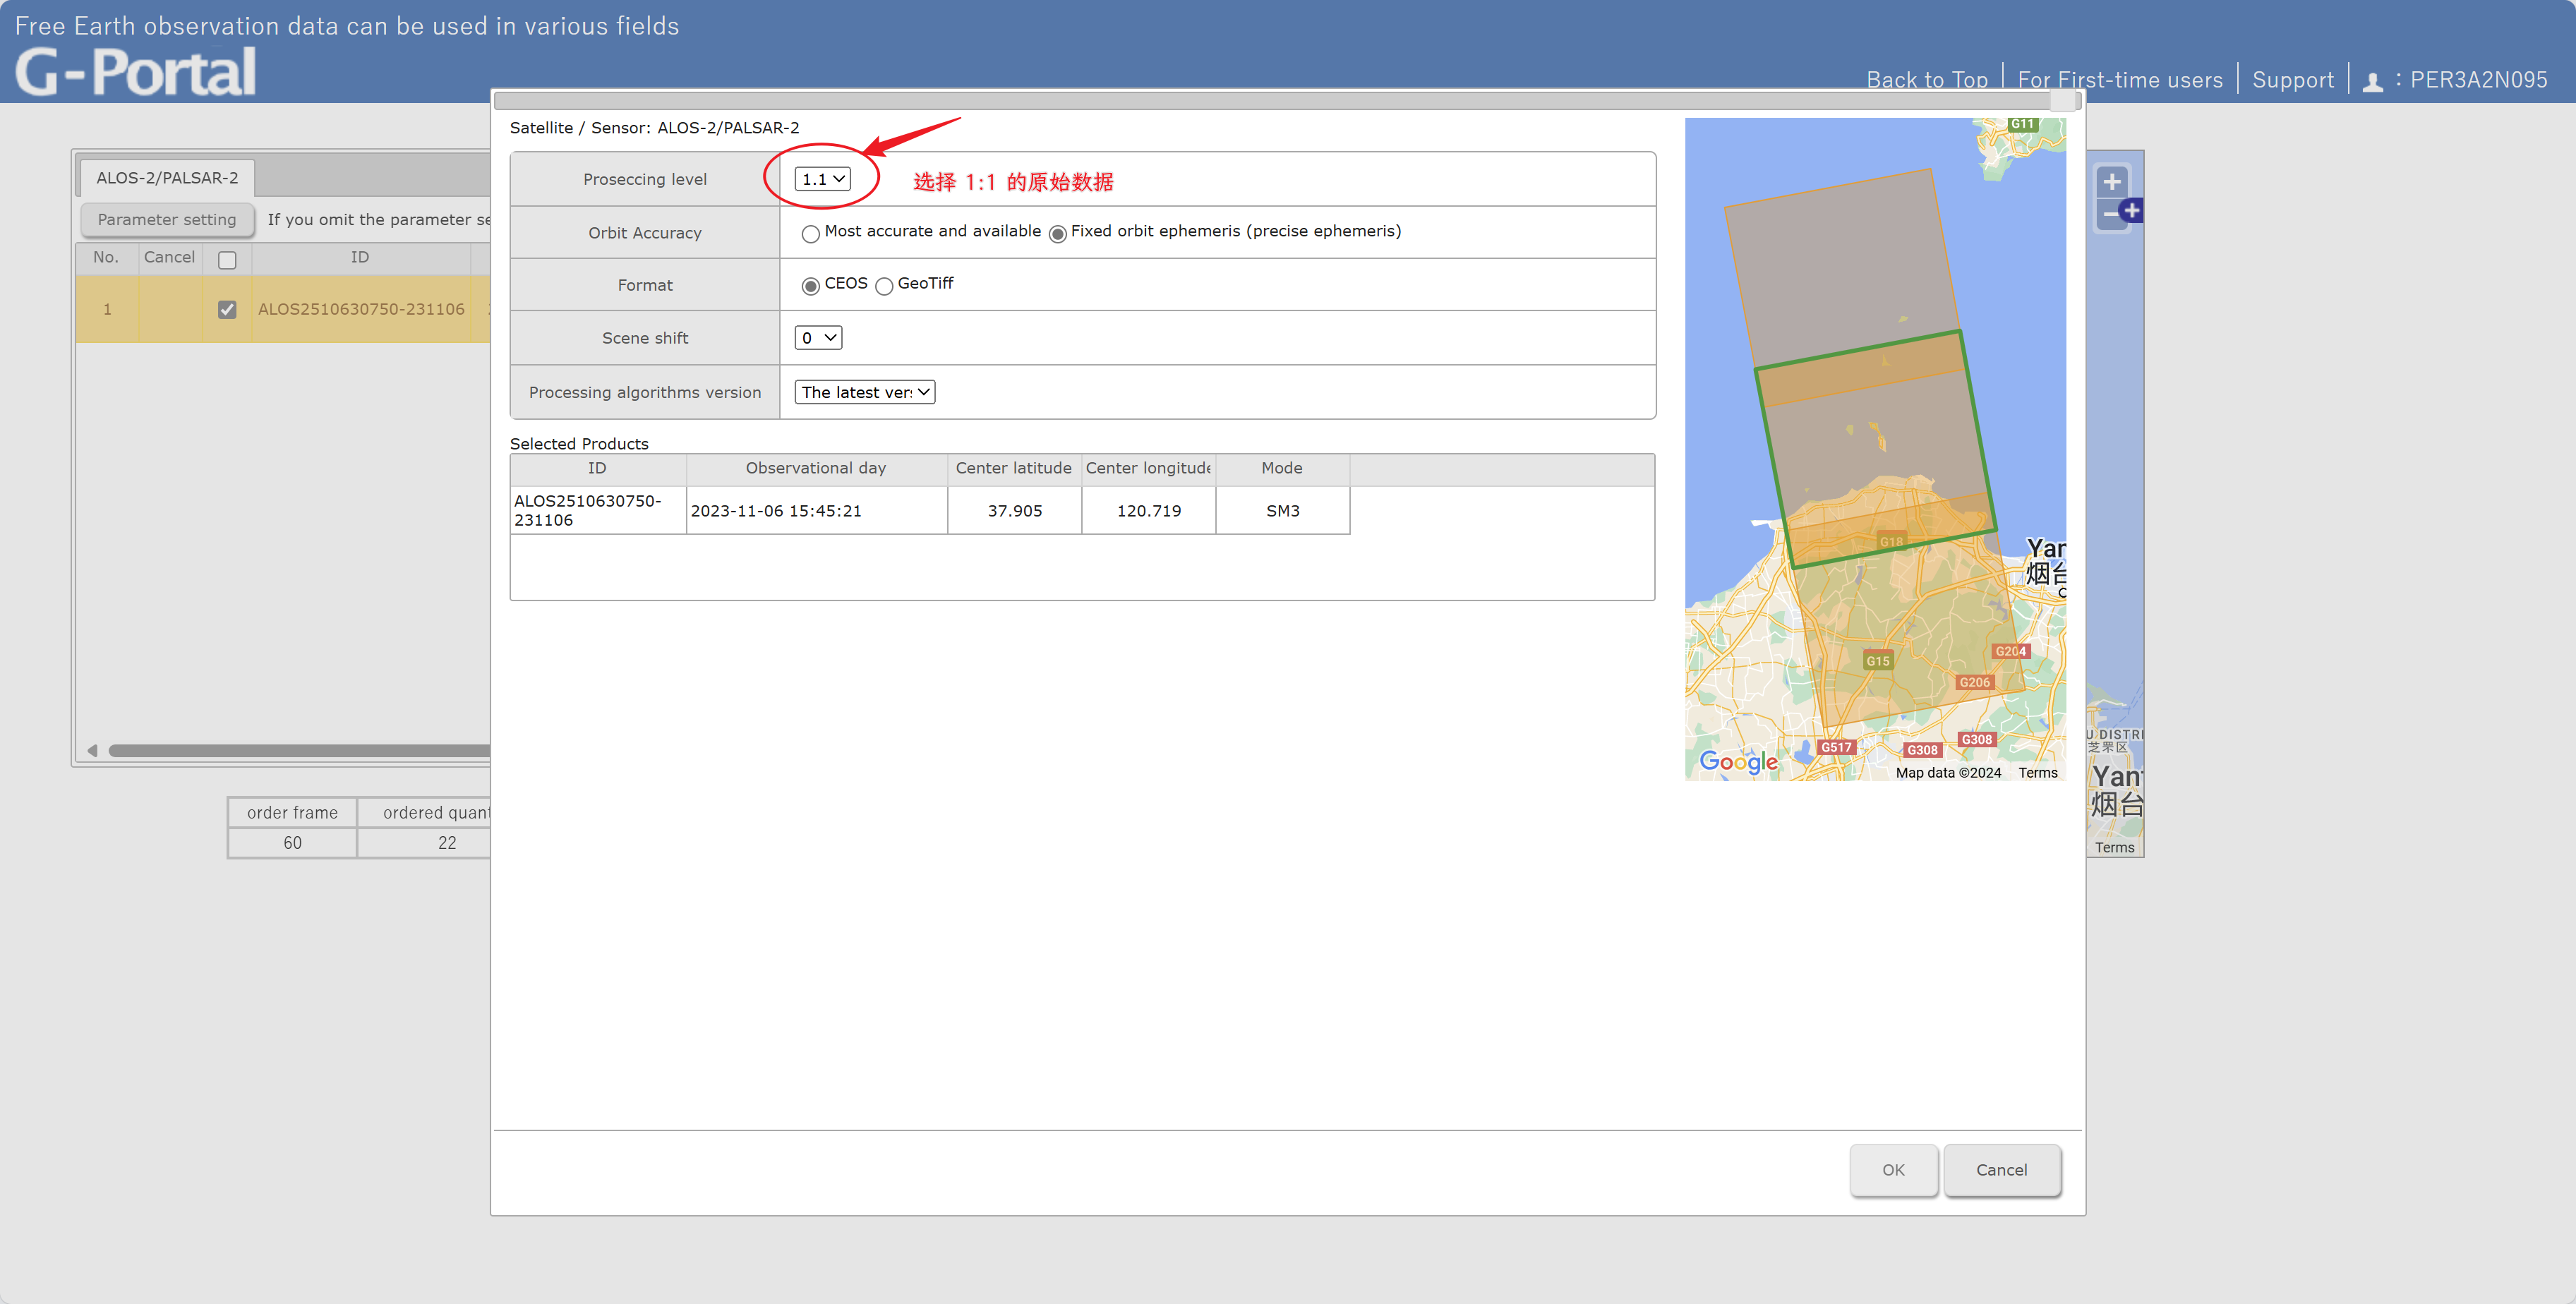 Free Earth observation data can be used in various fields
G-Portal
Back to Top
For First-time users
Support
: PER3A2N095
ALOS-2/PALSAR-2
Parameter setting
If you omit the parameter se
No.
Cancel
ID
1
ALOS2510630750-231106
order frame
ordered quant
60
22
Satellite / Sensor: ALOS-2/PALSAR-2
Proseccing level
1.1
选择 1:1 的原始数据
Orbit Accuracy
Most accurate and available
Fixed orbit ephemeris (precise ephemeris)
Format
CEOS
GeoTiff
Scene shift
0
Processing algorithms version
The latest ver
Selected Products
ID
Observational day
Center latitude
Center longitude
Mode
ALOS2510630750-
231106
2023-11-06 15:45:21
37.905
120.719
SM3
G11
G18
Yan
烟台
G15
G204
G206
G517
G308
G308
Google
Map data ©2024
Terms
U DISTRI
芝罘区
Yan
烟台
Terms
OK
Cancel